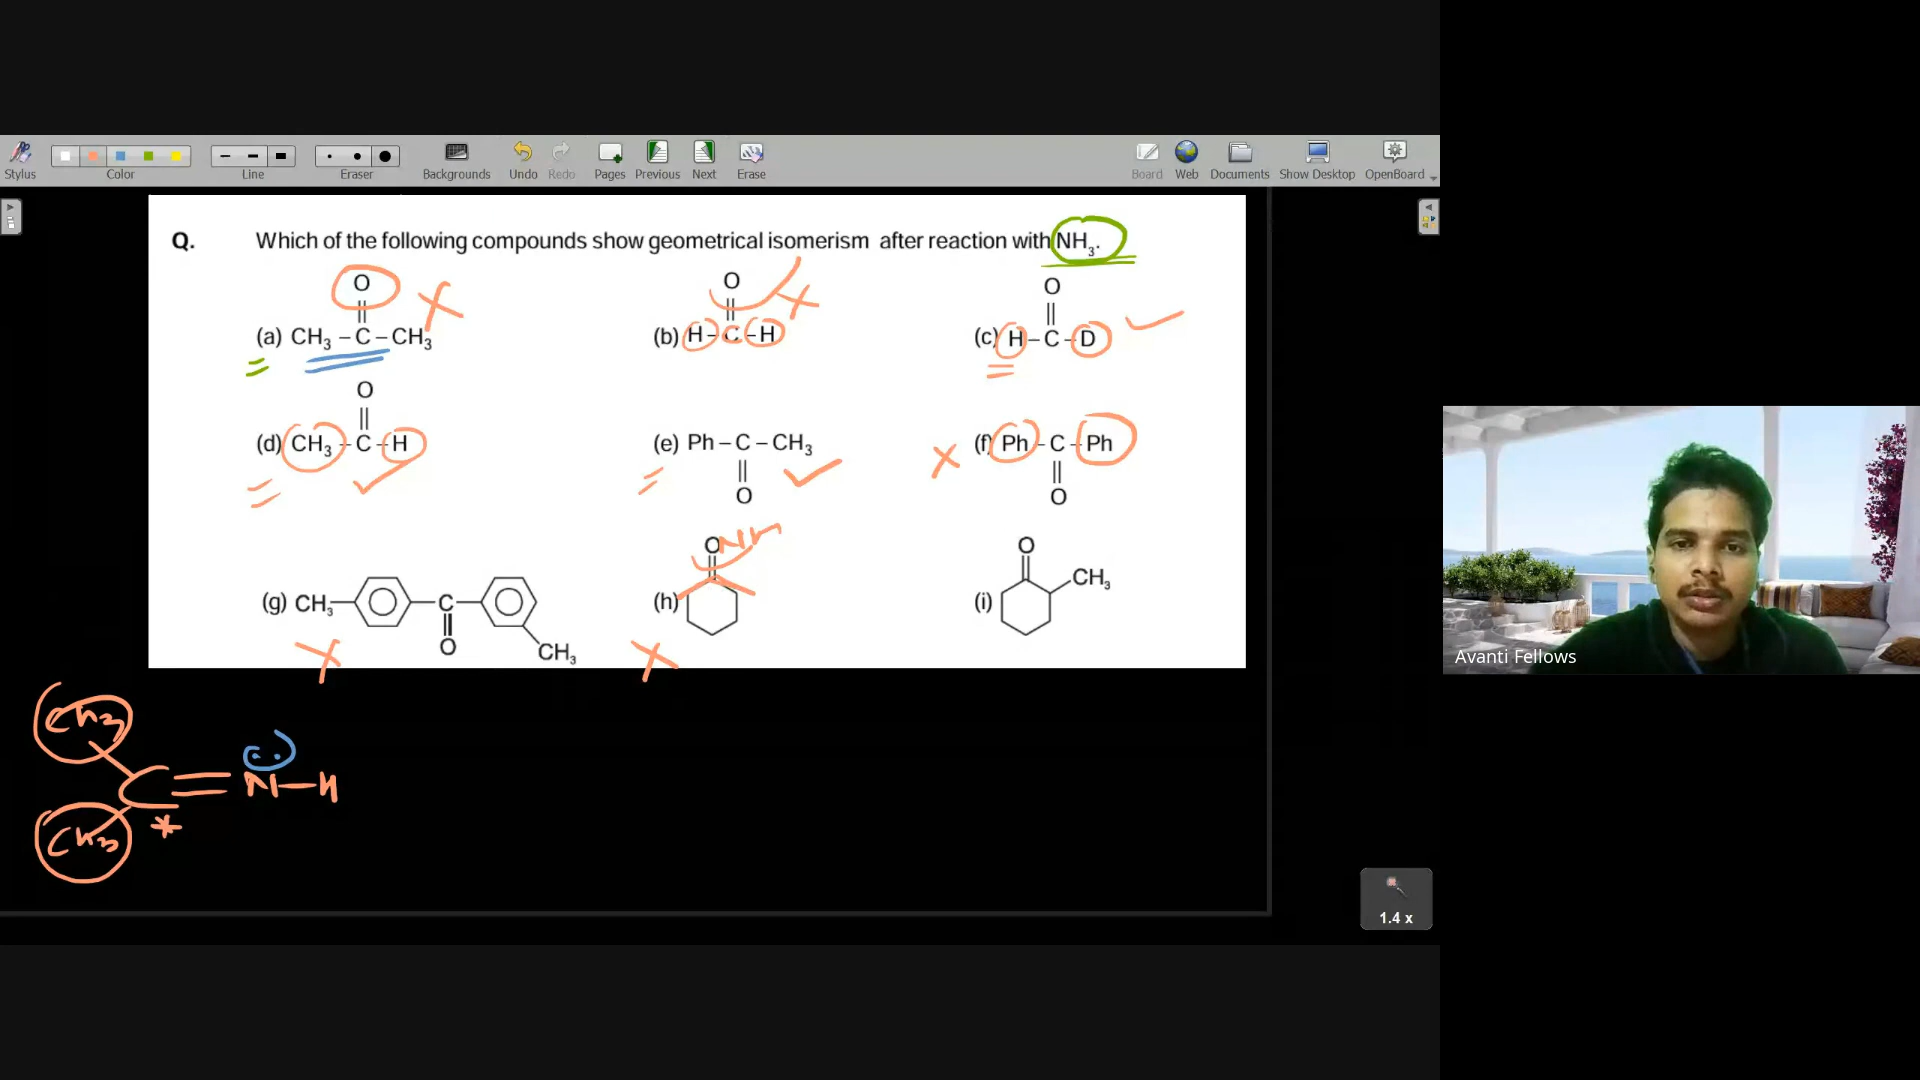 Stylus
Color
Line
Eraser
Backgrounds
Undo
Redo
Pages
Previous
Next
Erase
Board
Web
Documents
Show Desktop
OpenBoard
Q. Which of the following compounds show geometrical isomerism after reaction with NH₃.
O
(a) CH₃ – C – CH₃
O
(b) H – C – H
O
(c) H – C – D
O
(d) CH₃ – C – H
(e) Ph – C – CH₃
O
(f) Ph – C – Ph
O
(g) CH₃ C
O
CH₃
O NH
(h)
O
CH₃
(i)
CH₃
C = N – H
CH₃
*
Avanti Fellows
1.4 x